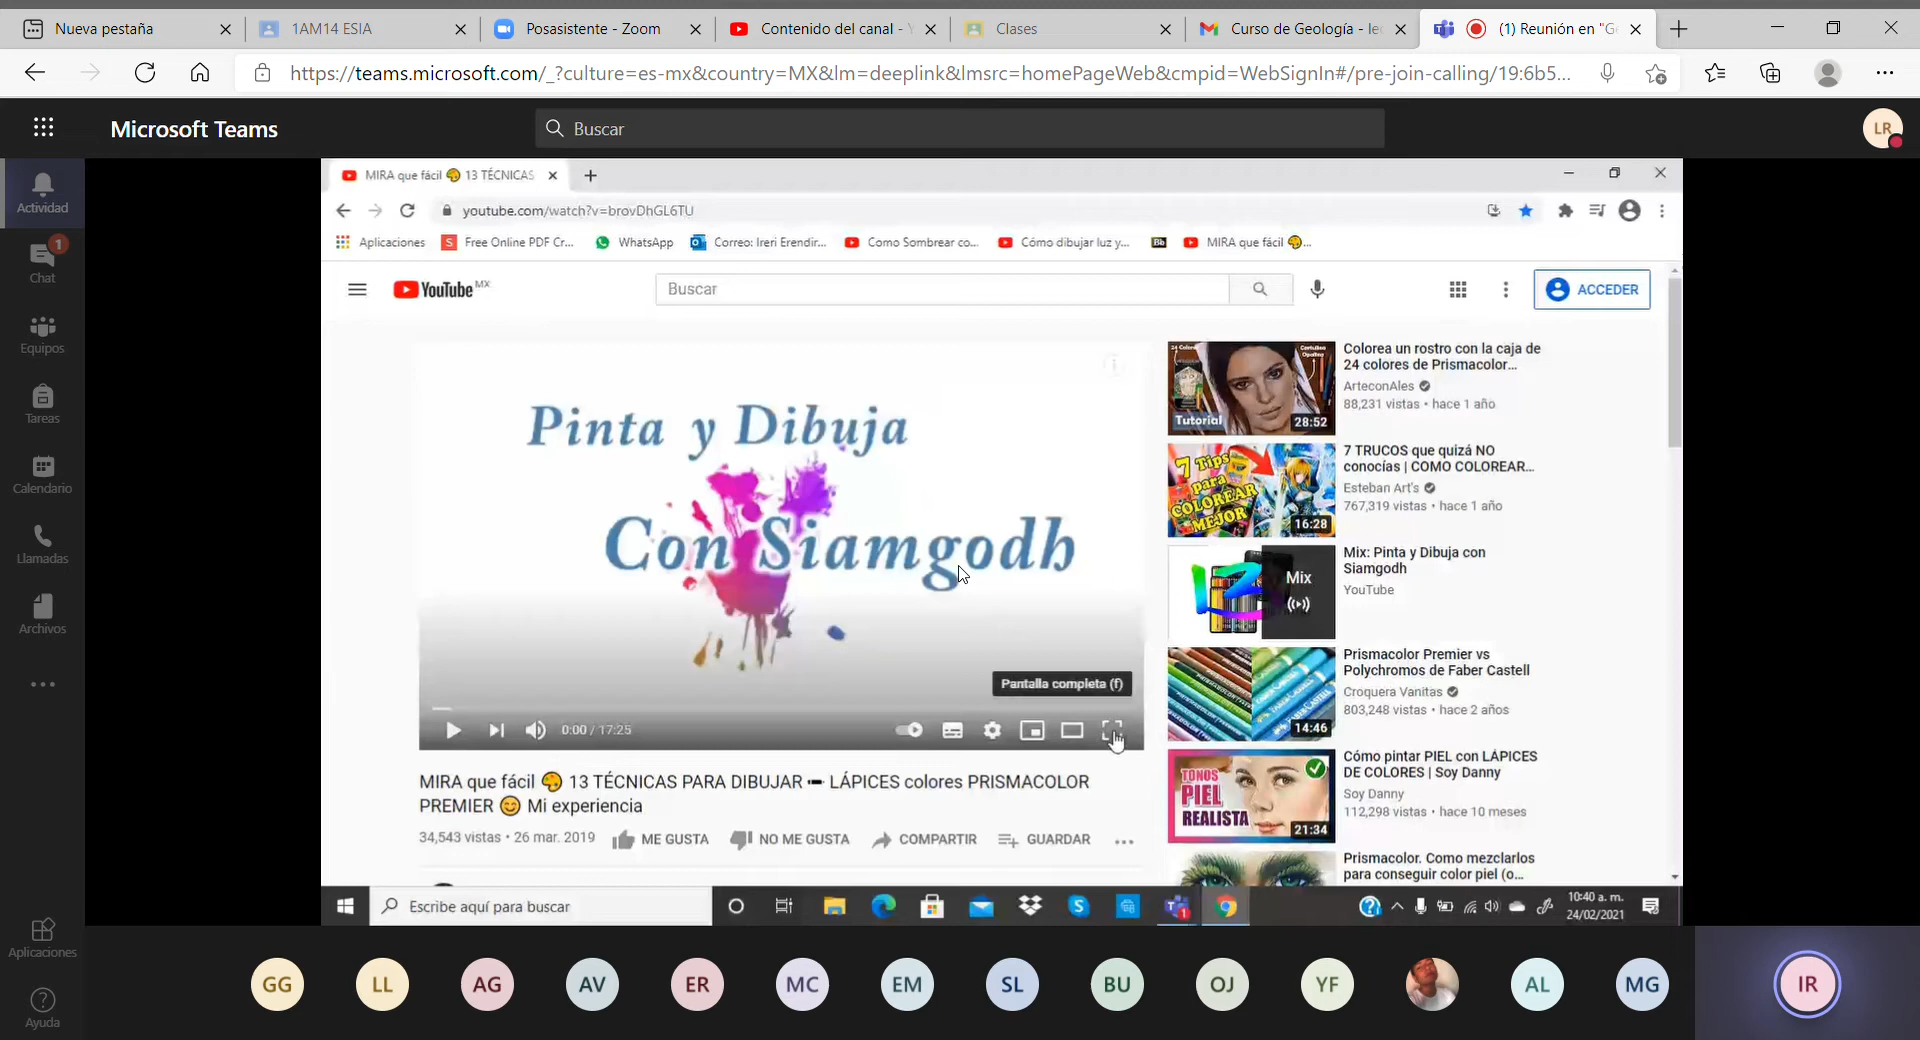 Nueva pestaña
1AM14 ESIA
Posasistente - Zoom
Contenido del canal - Y
Clases
Curso de Geología - le
(1) Reunión en "Ge
https://teams.microsoft.com/_?culture=es-mx&country=MX&lm=deeplink&lmsrc=homePageWeb&cmpid=WebSignIn#/pre-join-calling/19:6b5...
Microsoft Teams
Buscar
LR
Actividad
1
Chat
Equipos
Tareas
Calendario
Llamadas
Archivos
Aplicaciones
Ayuda
MIRA que fácil 🎨 13 TÉCNICAS
youtube.com/watch?v=brovDhGL6TU
Aplicaciones
S Free Online PDF Cr...
WhatsApp
Correo: Ireri Erendir...
Como Sombrear co...
Cómo dibujar luz y...
Bb
MIRA que fácil 🎨...
YouTube MX
Buscar
ACCEDER
Pinta y Dibuja
Con Siamgodh
Pantalla completa (f)
0:00 / 17:25
MIRA que fácil 🎨 13 TÉCNICAS PARA DIBUJAR ➖ LÁPICES colores PRISMACOLOR
PREMIER 😊 Mi experiencia
34,543 vistas • 26 mar. 2019
ME GUSTA
NO ME GUSTA
COMPARTIR
GUARDAR
24 Colores
Cartulina
Opalina
Tutorial
28:52
Colorea un rostro con la caja de
24 colores de Prismacolor...
ArteconAles
88,231 vistas • hace 1 año
7 Tips
para
COLOREAR
MEJOR
16:28
7 TRUCOS que quizá NO
conocías | COMO COLOREAR...
Esteban Art's
767,319 vistas • hace 1 año
Mix
Mix: Pinta y Dibuja con
Siamgodh
YouTube
14:46
Prismacolor Premier vs
Polychromos de Faber Castell
Croquera Vanitas
803,248 vistas • hace 2 años
TONOS
PIEL
REALISTA
21:34
Cómo pintar PIEL con LÁPICES
DE COLORES | Soy Danny
Soy Danny
112,298 vistas • hace 10 meses
Prismacolor. Como mezclarlos
para conseguir color piel (o...
Escribe aquí para buscar
10:40 a. m.
24/02/2021
GG
LL
AG
AV
ER
MC
EM
SL
BU
OJ
YF
AL
MG
IR